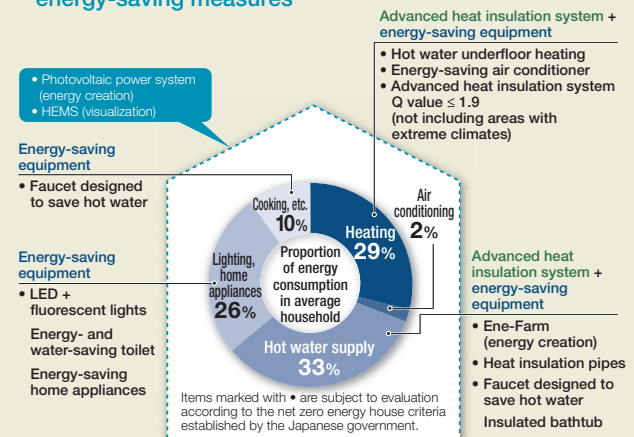 energy-saving measures
Advanced heat insulation system +
energy-saving equipment
• Hot water underfloor heating
• Energy-saving air conditioner
• Advanced heat insulation system
Q value ≤ 1.9
(not including areas with
extreme climates)
• Photovoltaic power system
(energy creation)
• HEMS (visualization)
Energy-saving
equipment
• Faucet designed
to save hot water
Energy-saving
equipment
• LED +
fluorescent lights
Energy- and
water-saving toilet
Energy-saving
home appliances
Cooking, etc.
10%
Heating
29%
Air
conditioning
2%
Lighting,
home
appliances
26%
Proportion
of energy
consumption
in average
household
Hot water supply
33%
Advanced heat
insulation system +
energy-saving
equipment
• Ene-Farm
(energy creation)
• Heat insulation pipes
• Faucet designed to
save hot water
Insulated bathtub
Items marked with • are subject to evaluation
according to the net zero energy house criteria
established by the Japanese government.